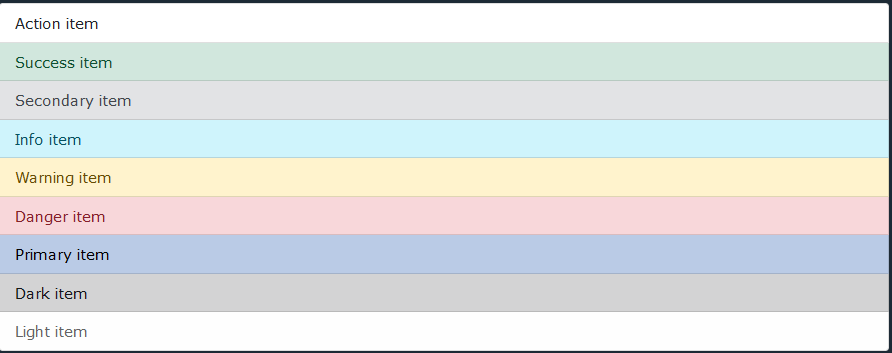 Action item
Success item
Secondary item
Info item
Warning item
Danger item
Primary item
Dark item
Light item